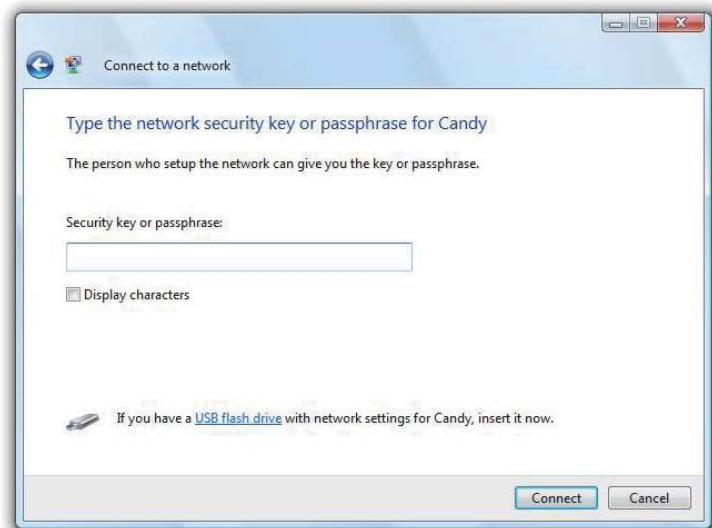 Connect to a network
Type the network security key or passphrase for Candy
The person who setup the network can give you the key or passphrase.
Security key or passphrase:
Display characters
If you have a USB flash drive with network settings for Candy, insert it now.
Connect Cancel